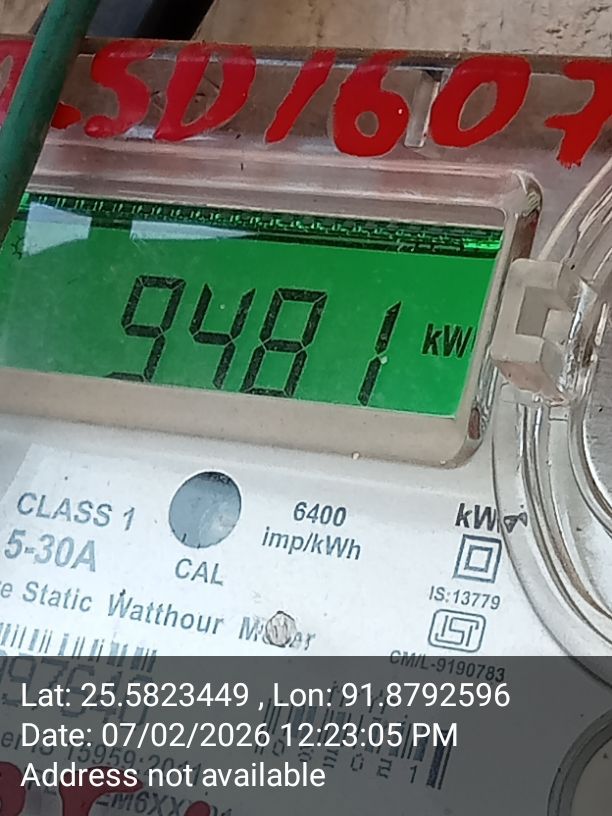 SD1607
9481 kW
CLASS 1
5-30A
CAL
6400
imp/kWh
kW
IS:13779
Static Watthour
CM/L-9190783
Lat: 25.5823449 , Lon: 91.8792596
Date: 07/02/2026 12:23:05 PM
Address not available